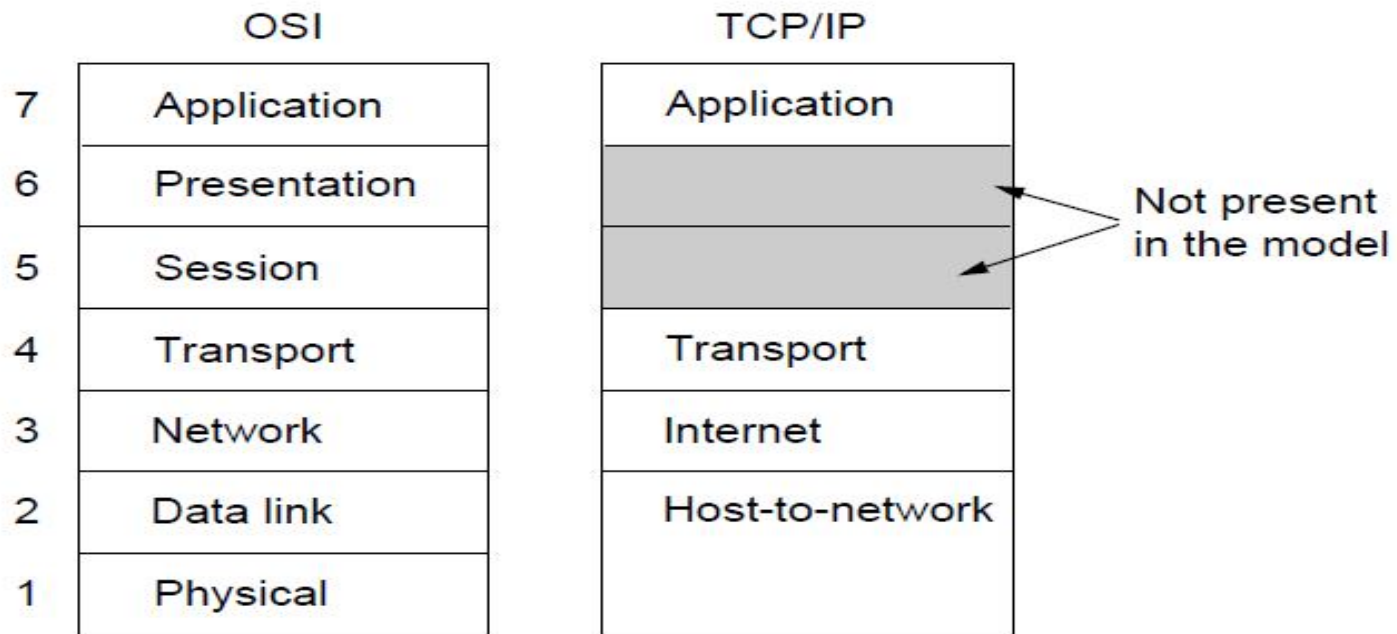 OSI
TCP/IP
7 Application Application
6 Presentation
5 Session
Not present
in the model
4 Transport Transport
3 Network Internet
2 Data link Host-to-network
1 Physical